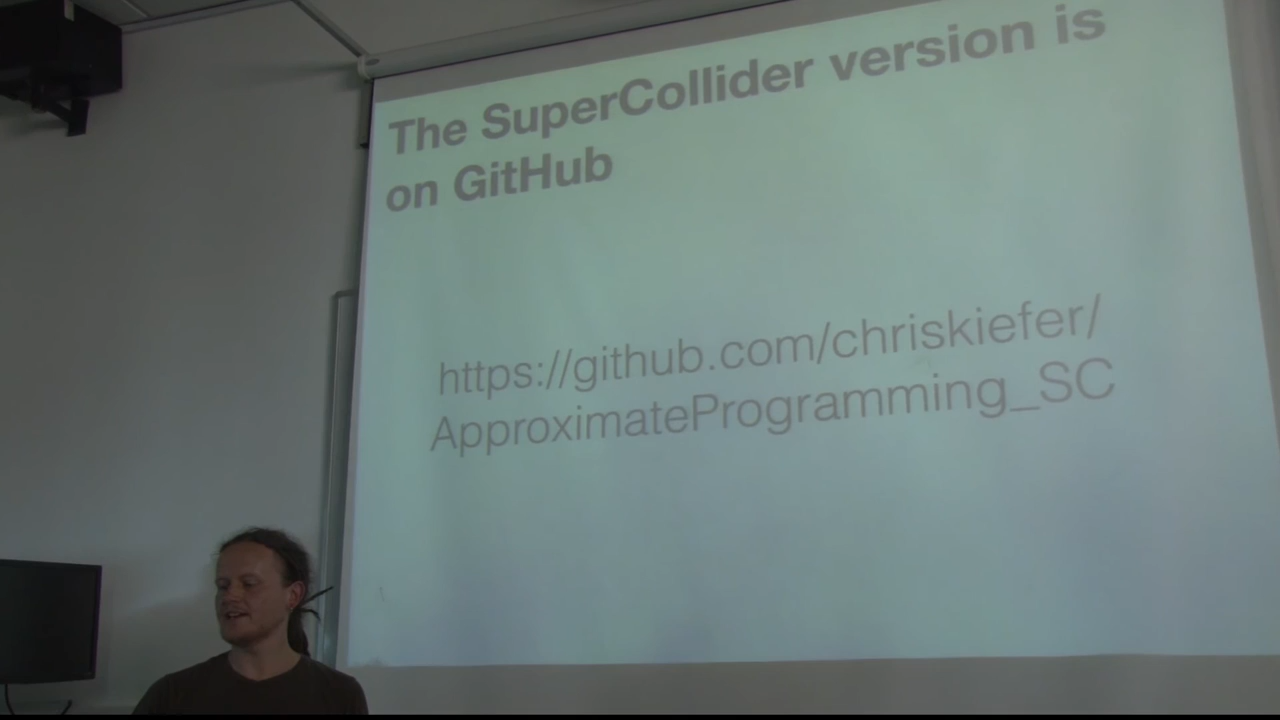 The SuperCollider version is
on GitHub
https://github.com/chriskiefer/
ApproximateProgramming_SC